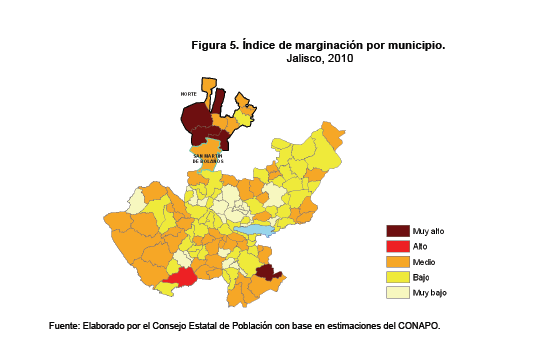 Figura 5. Índice de marginación por municipio.
Jalisco, 2010
NORTE
SAN MARTIN
DE BOLAÑOS
Muy alto
Alto
Medio
Bajo
Muy bajo
Fuente: Elaborado por el Consejo Estatal de Población con base en estimaciones del CONAPO.